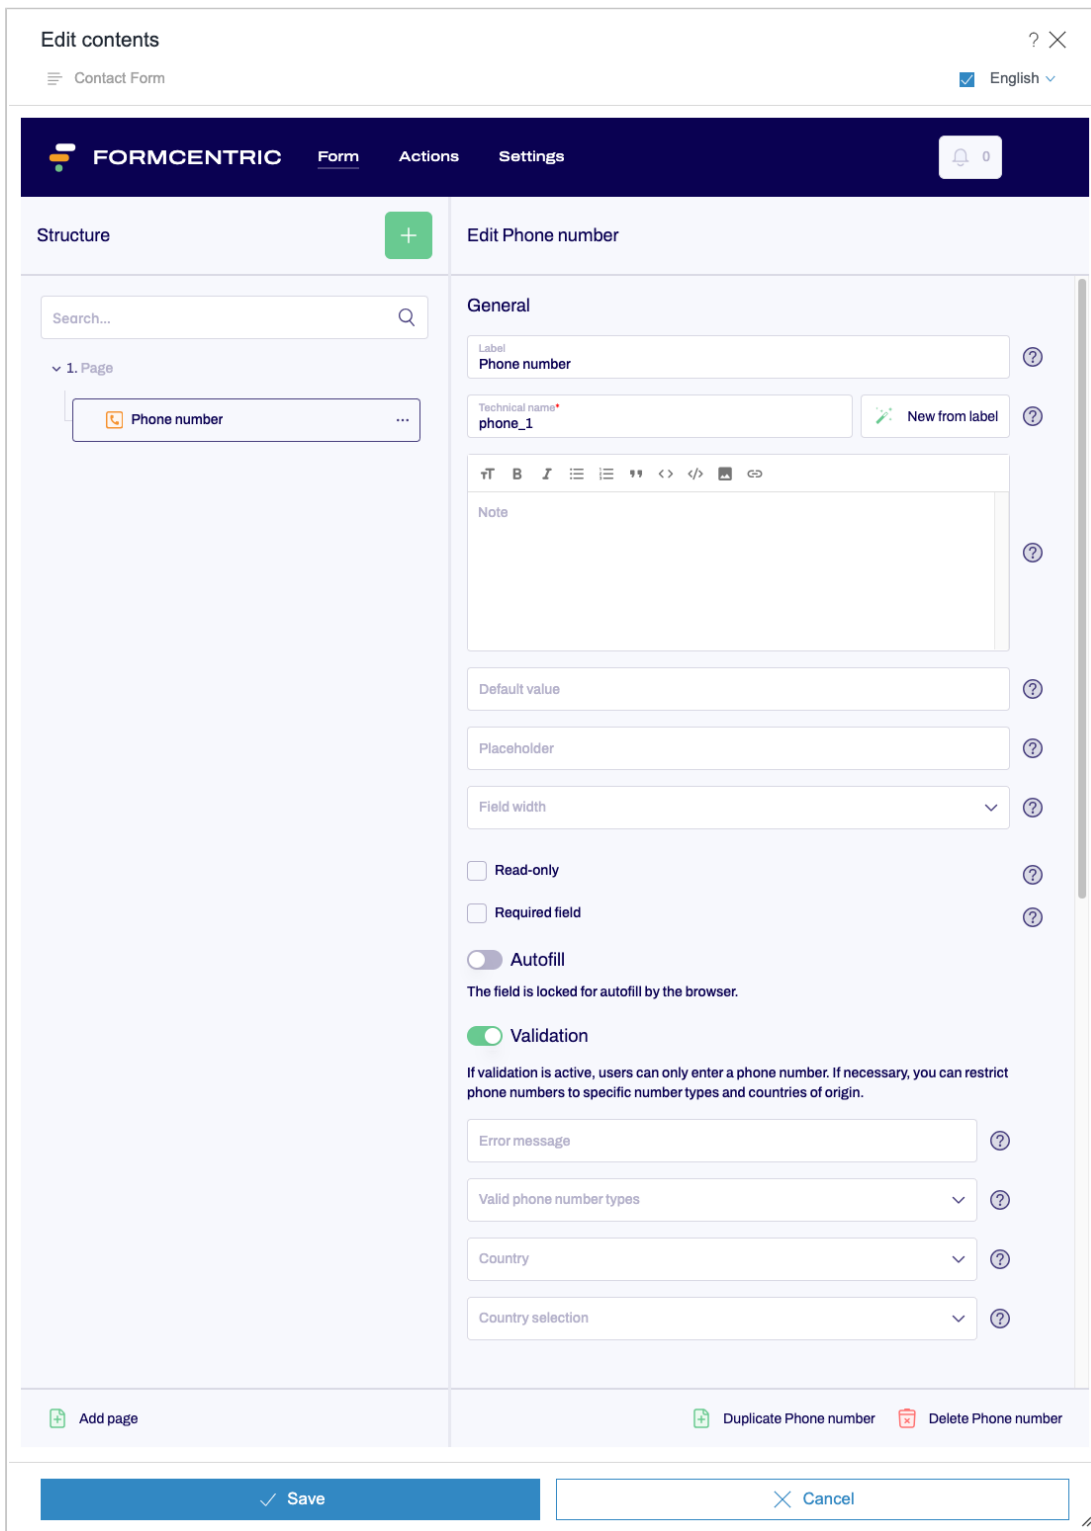 Edit contents
?
Contact Form
English
FORMCENTRIC
Form
Actions
Settings
0
Structure
+
Edit Phone number
Search...
1. Page
Phone number
...
General
Label
Phone number
Technical name*
phone_1
New from label
Note
Default value
Placeholder
Field width
Read-only
Required field
Autofill
The field is locked for autofill by the browser.
Validation
If validation is active, users can only enter a phone number. If necessary, you can restrict
phone numbers to specific number types and countries of origin.
Error message
Valid phone number types
Country
Country selection
Add page
Duplicate Phone number
Delete Phone number
Save
Cancel